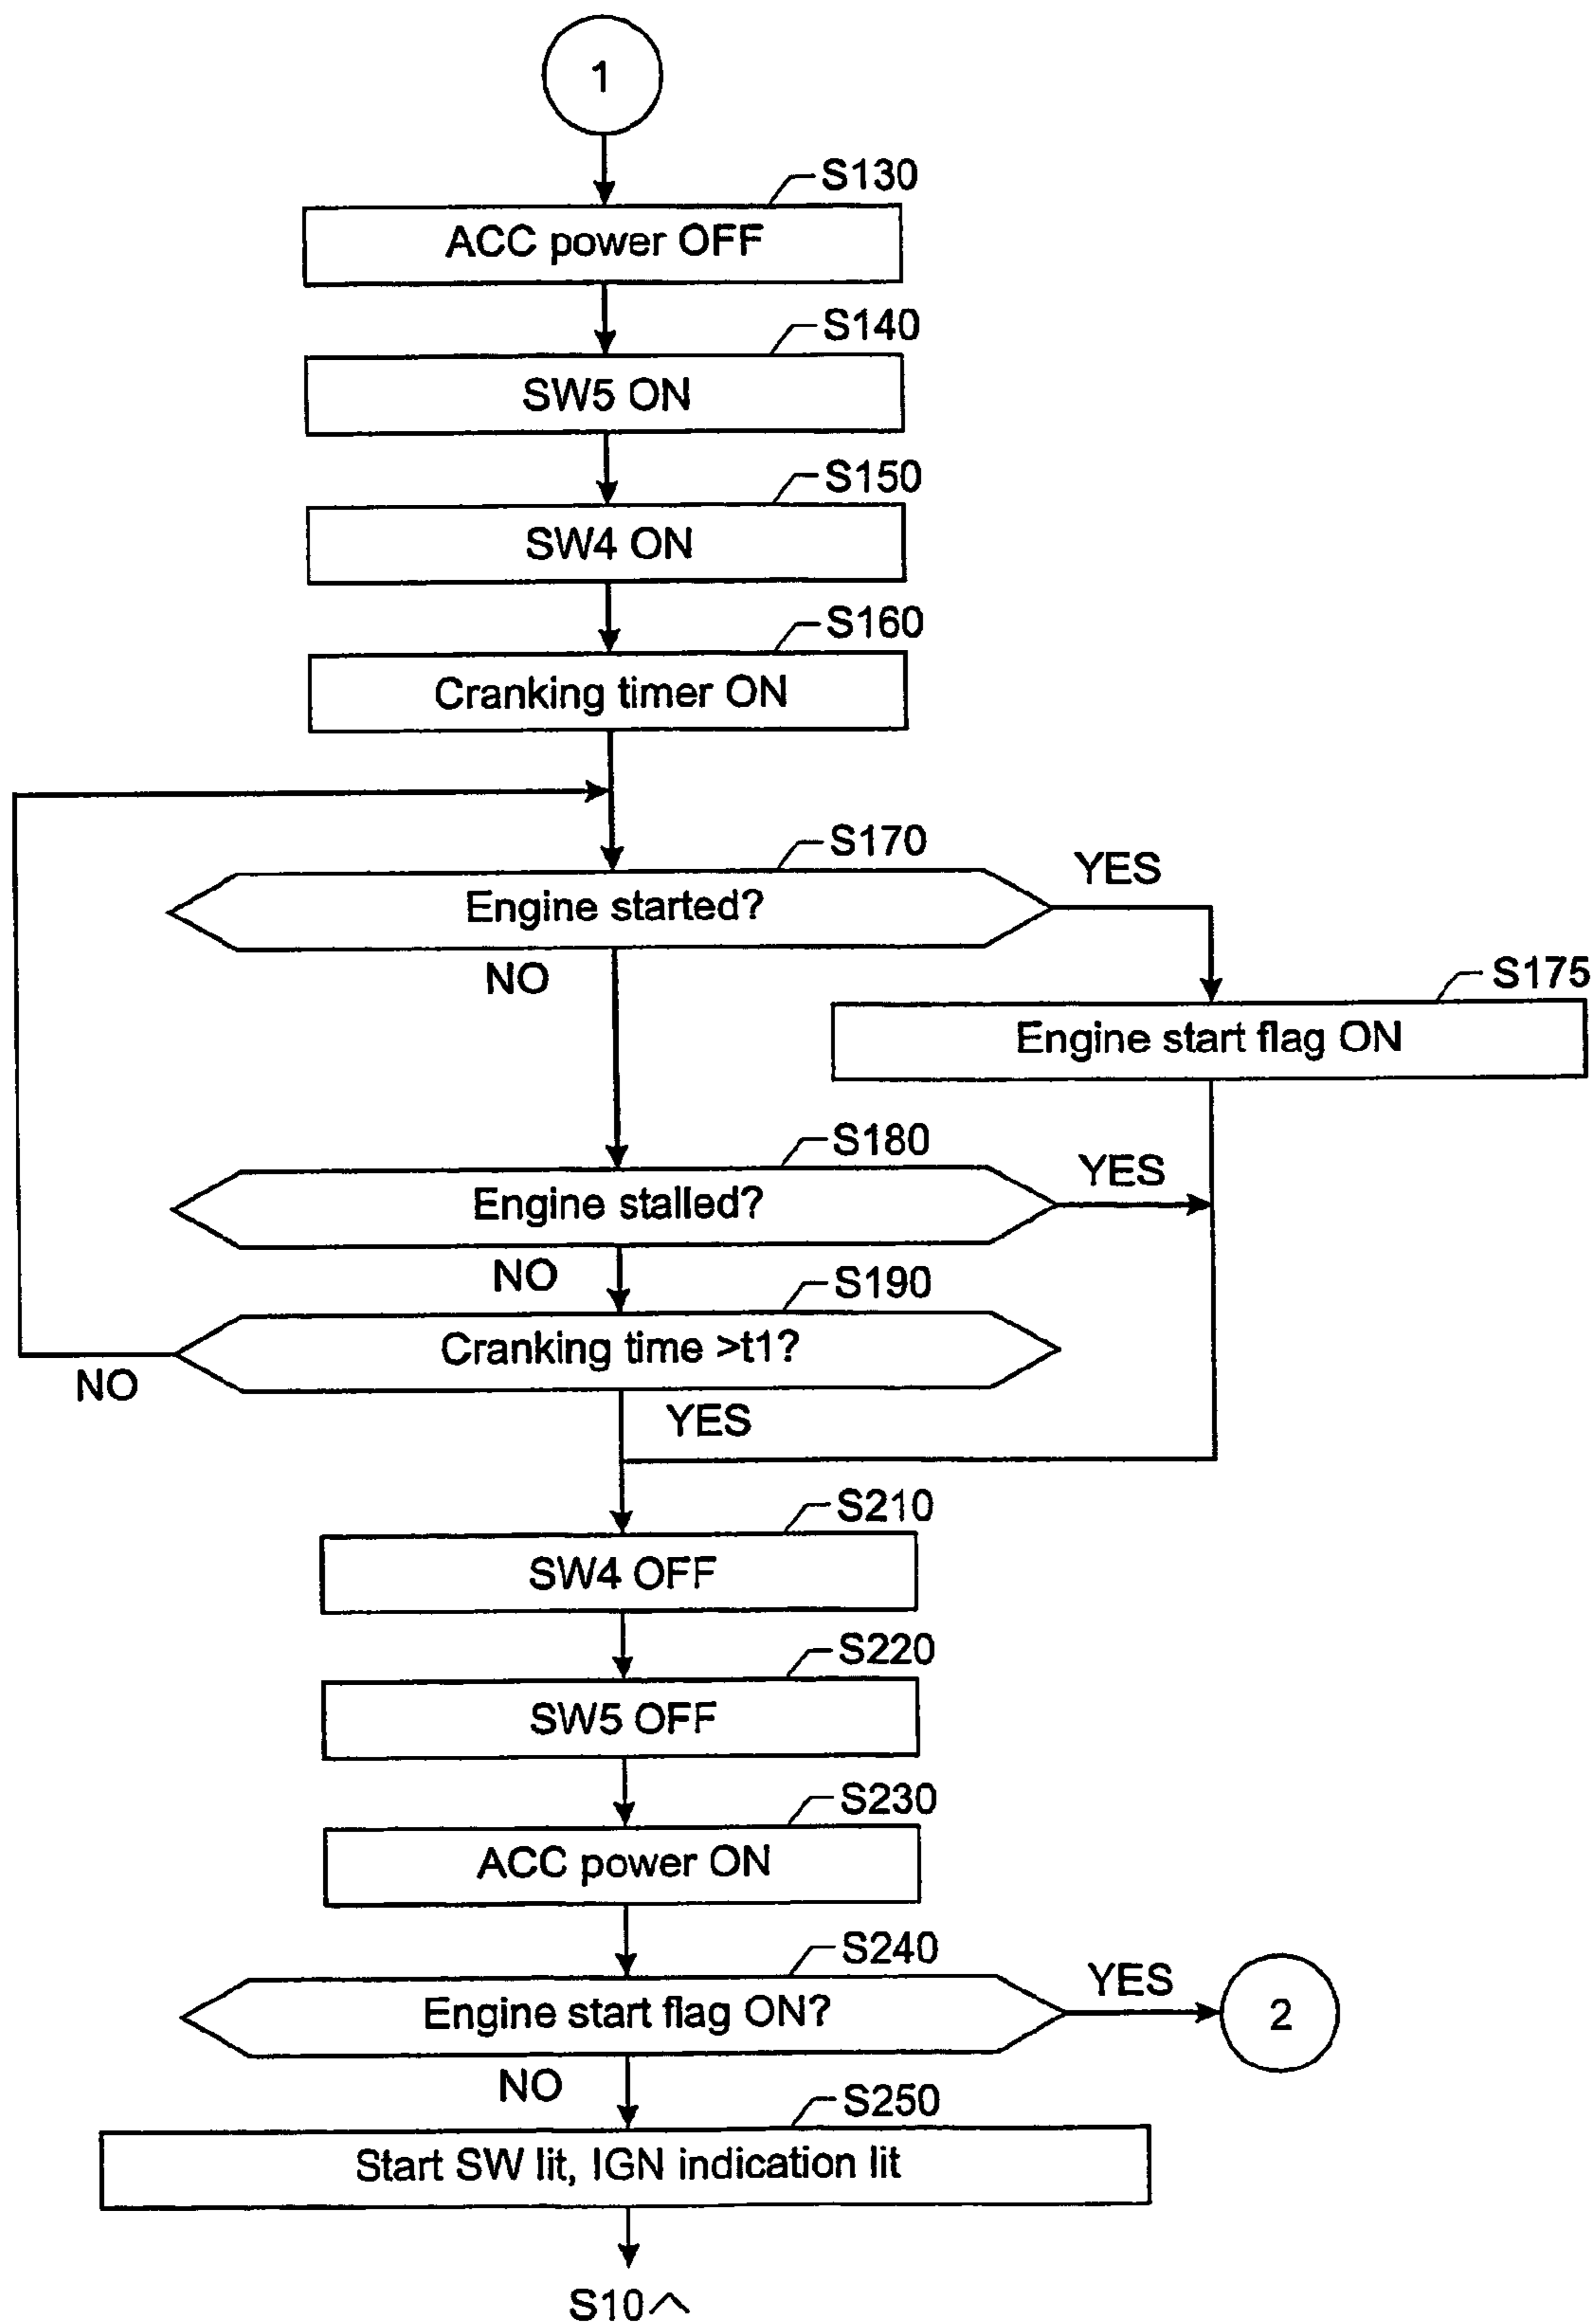 1
S130
ACC power OFF
S140
SW5 ON
S150
SW4 ON
S160
Cranking timer ON
S170
YES
Engine started?
NO
S175
Engine start flag ON
S180
YES
Engine stalled?
NO
S190
Cranking time >t1?
NO
YES
S210
SW4 OFF
S220
SW5 OFF
S230
ACC power ON
S240
YES
Engine start flag ON?
2
NO
S250
Start SW lit, IGN indication lit
S10へ